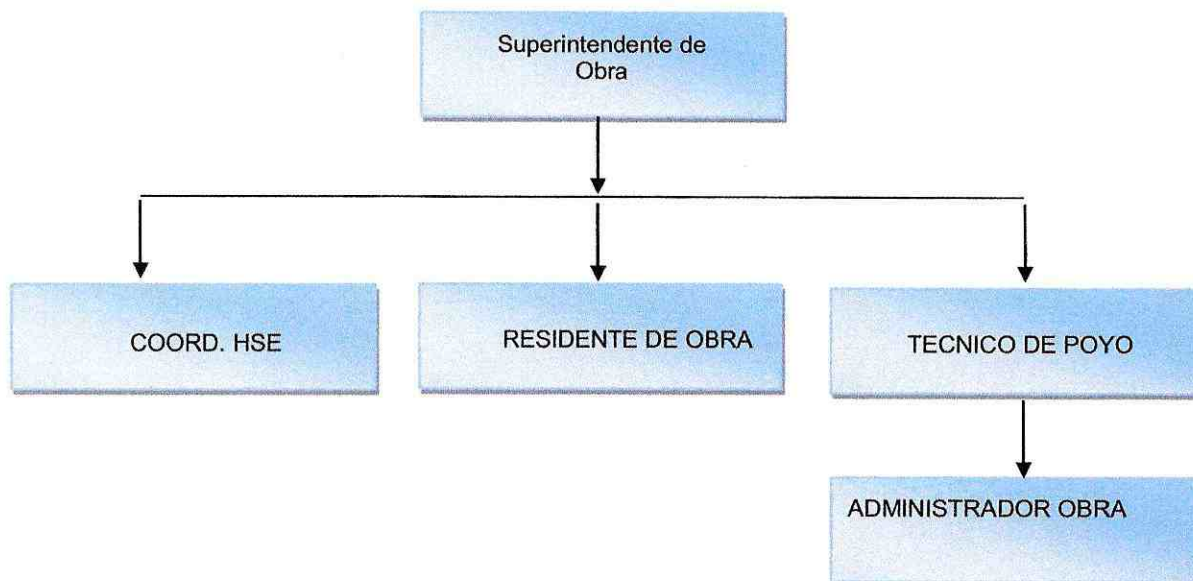 Superintendente de
Obra
COORD. HSE
RESIDENTE DE OBRA
TECNICO DE POYO
ADMINISTRADOR OBRA